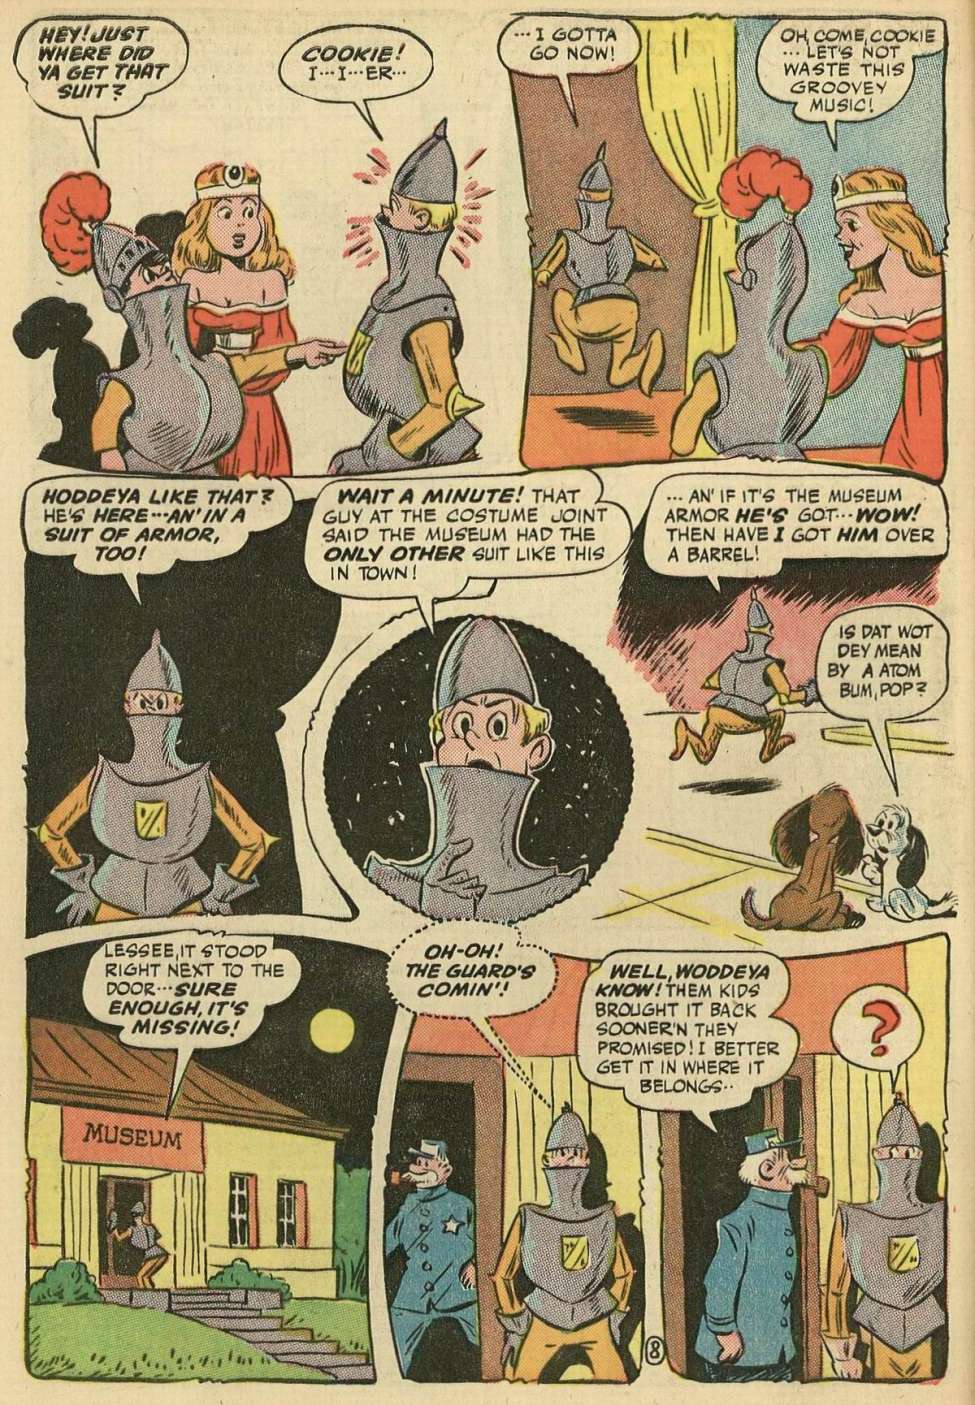 HEY! JUST
WHERE DID
YA GET THAT
SUIT?
COOKIE!
I···I···ER···
···I GOTTA
GO NOW!
OH, COME, COOKIE
··· LET'S NOT
WASTE THIS
GROOVEY
MUSIC!
HODDEYA LIKE THAT?
HE'S HERE···AN' IN A
SUIT OF ARMOR,
TOO!
WAIT A MINUTE! THAT
GUY AT THE COSTUME JOINT
SAID THE MUSEUM HAD THE
ONLY OTHER SUIT LIKE THIS
IN TOWN!
··· AN' IF IT'S THE MUSEUM
ARMOR HE'S GOT···WOW!
THEN HAVE I GOT HIM OVER
A BARREL!
IS DAT WOT
DEY MEAN
BY A ATOM
BUM, POP?
LESSEE, IT STOOD
RIGHT NEXT TO THE
DOOR···SURE
ENOUGH, IT'S
MISSING!
MUSEUM
OH-OH!
THE GUARD'S
COMIN'!
WELL, WODDEYA
KNOW! THEM KIDS
BROUGHT IT BACK
SOONER'N THEY
PROMISED! I BETTER
GET IT IN WHERE IT
BELONGS··
?
8